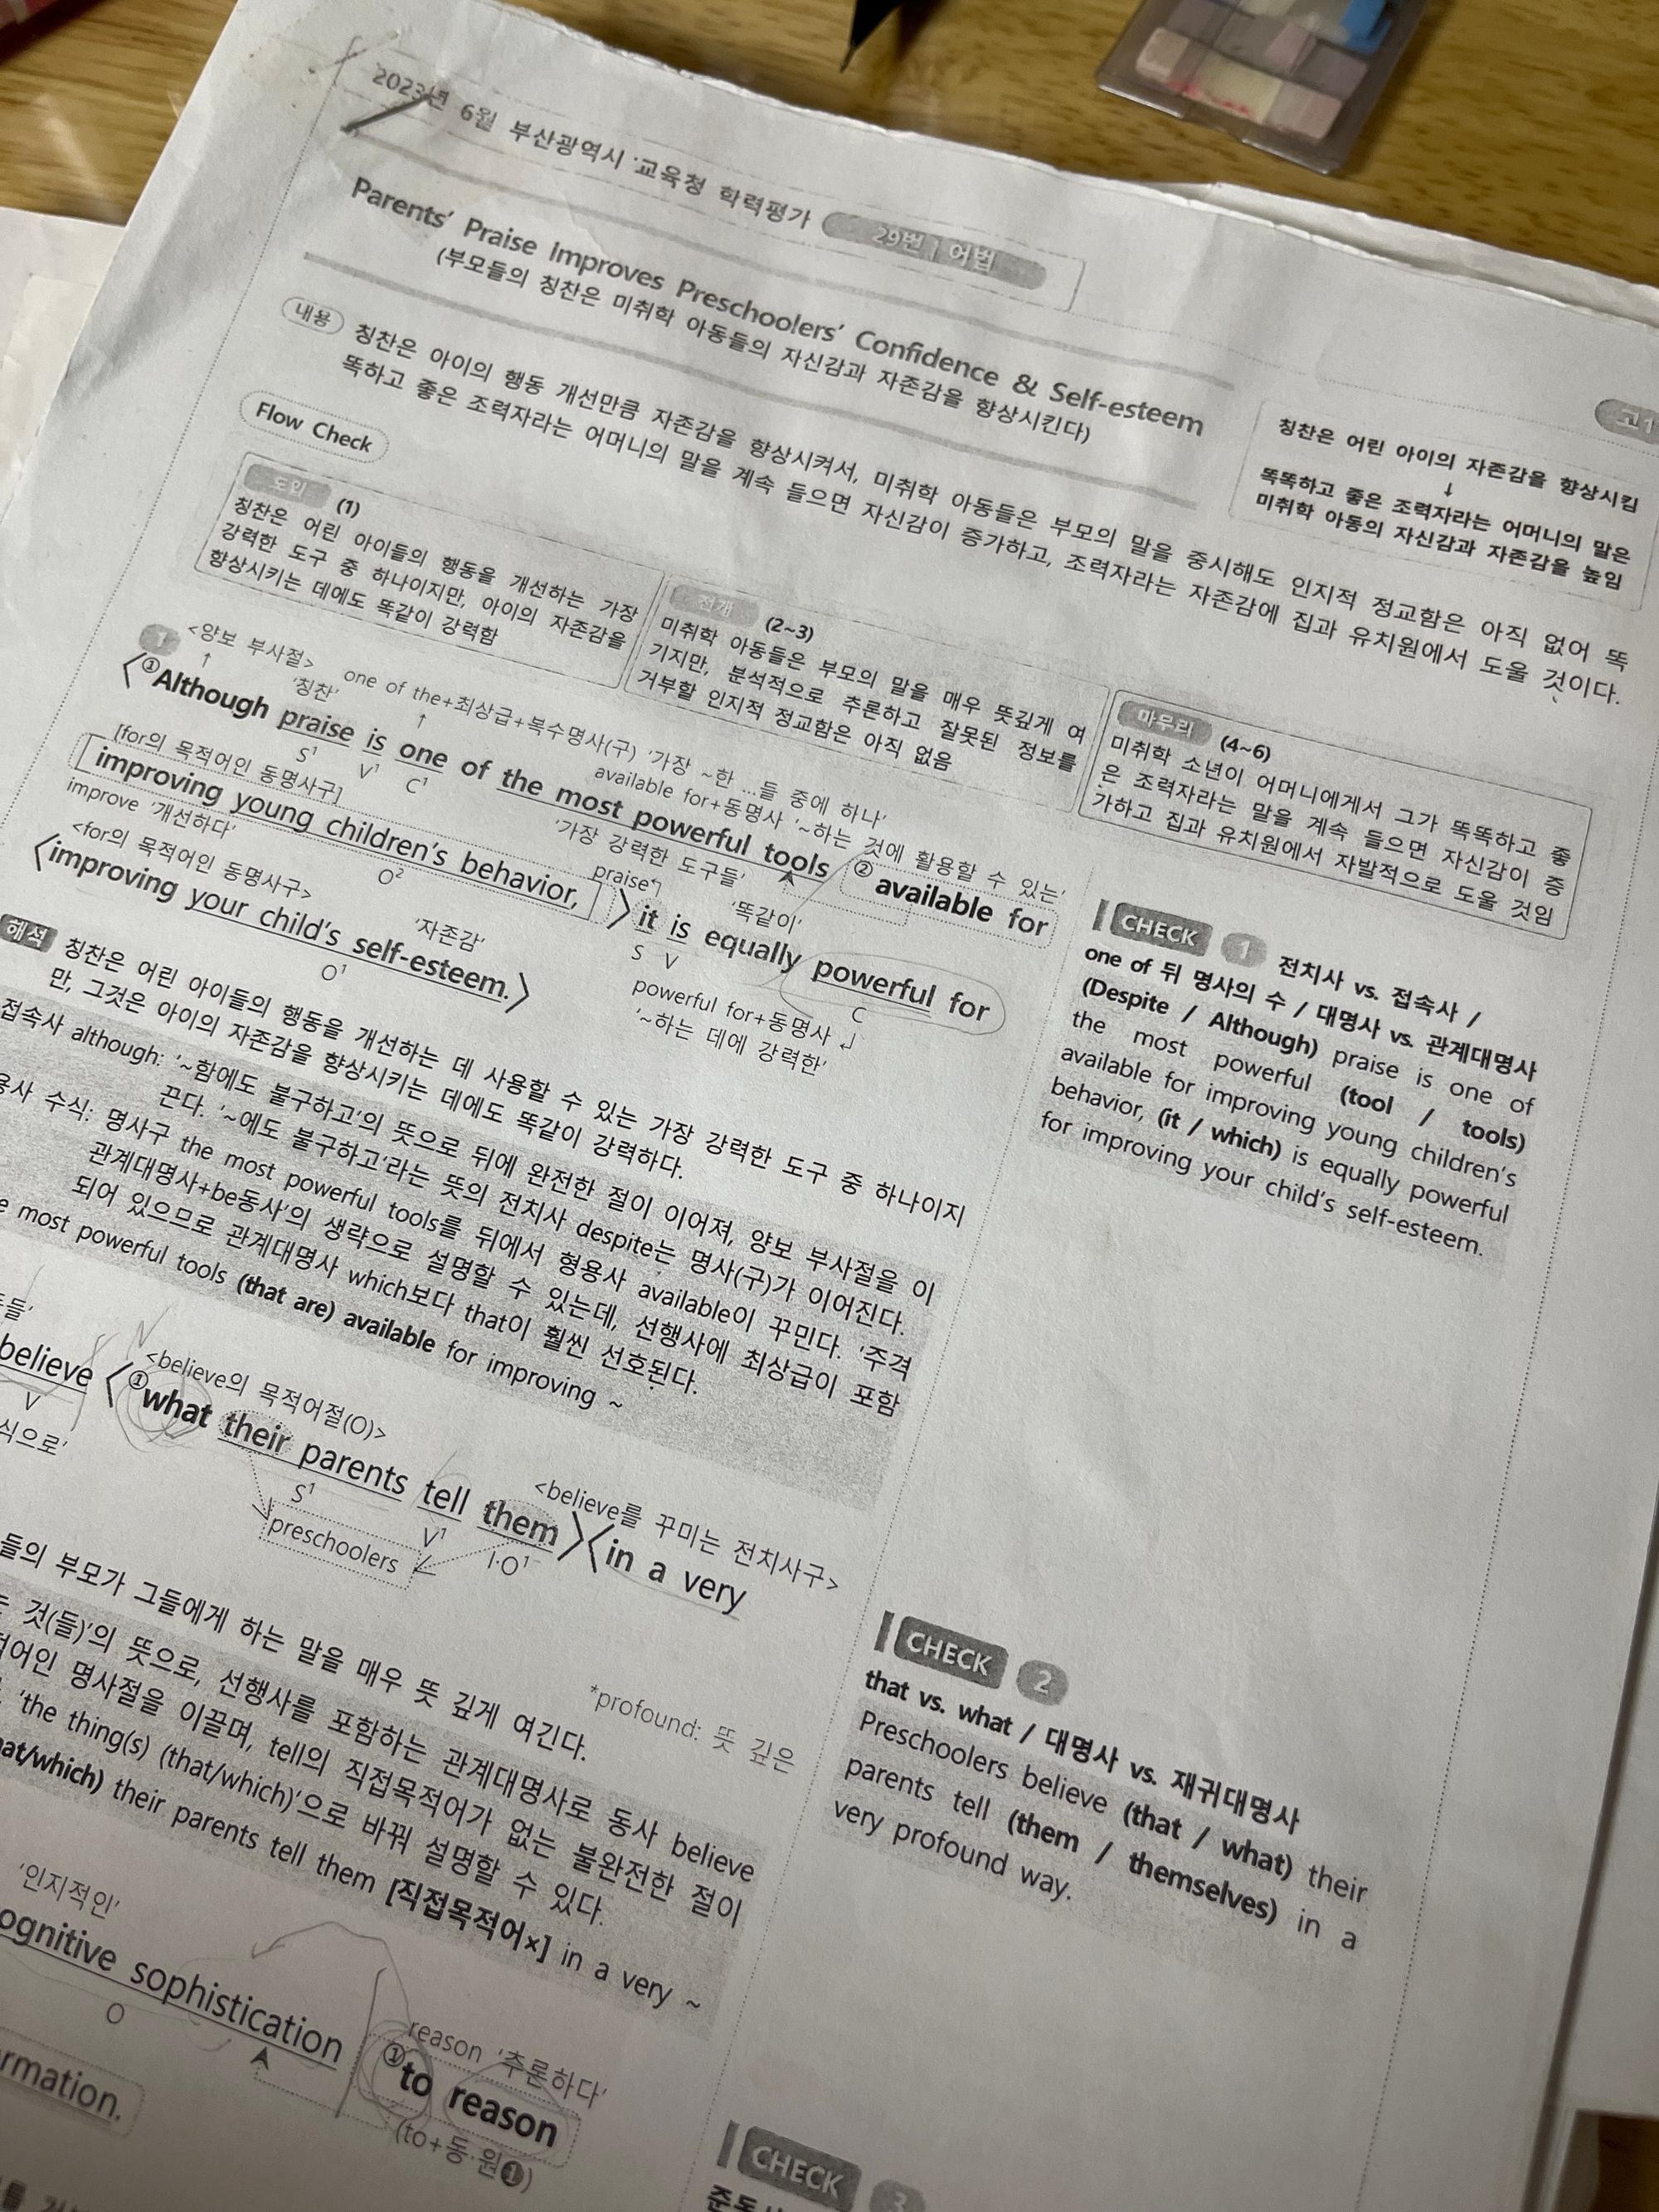 2023년 6월 부산광역시 교육청 학력평가 29번 어법
고1
Parents' Praise Improves Preschoolers' Confidence & Self-esteem
(부모들의 칭찬은 미취학 아동들의 자신감과 자존감을 향상시킨다)
칭찬은 어린 아이의 자존감을 향상시킴
↓
똑똑하고 좋은 조력자라는 어머니의 말은
미취학 아동의 자신감과 자존감을 높임
내용 칭찬은 아이의 행동 개선만큼 자존감을 향상시켜서, 미취학 아동들은 부모의 말을 중시해도 인지적 정교함은 아직 없어 똑
똑하고 좋은 조력자라는 어머니의 말을 계속 들으면 자신감이 증가하고, 조력자라는 자존감에 집과 유치원에서 도울 것이다.
Flow Check
도입 (1)
칭찬은 어린 아이들의 행동을 개선하는 가장
강력한 도구 중 하나이지만, 아이의 자존감을
향상시키는 데에도 똑같이 강력함
전개 (2~3)
미취학 아동들은 부모의 말을 매우 뜻깊게 여
기지만, 분석적으로 추론하고 잘못된 정보를
거부할 인지적 정교함은 아직 없음
마무리 (4~6)
미취학 소년이 어머니에게서 그가 똑똑하고 좋
은 조력자라는 말을 계속 들으면 자신감이 증
가하고 집과 유치원에서 자발적으로 도울 것임
1 <양보 부사절>
'칭찬' one of the+최상급+복수명사(구) '가장 ~한 ...들 중에 하나'
available for+동명사 '~하는 것에 활용할 수 있는'
①Although praise is one of the most powerful tools ② available for
S¹ V¹ C¹ '가장 강력한 도구들'
[for의 목적어인 동명사구] praise '똑같이'
improving young children's behavior, it is equally powerful for
improve '개선하다' O² S V C
<for의 목적어인 동명사구> '자존감' powerful for+동명사
'~하는 데에 강력한'
improving your child's self-esteem.
O¹
해석 칭찬은 어린 아이들의 행동을 개선하는 데 사용할 수 있는 가장 강력한 도구 중 하나이지
만, 그것은 아이의 자존감을 향상시키는 데에도 똑같이 강력하다.
접속사 although: '~함에도 불구하고'의 뜻으로 뒤에 완전한 절이 이어져, 양보 부사절을 이
끈다. '~에도 불구하고'라는 뜻의 전치사 despite는 명사(구)가 이어진다.
용사 수식: 명사구 the most powerful tools를 뒤에서 형용사 available이 꾸민다. '주격
관계대명사+be동사'의 생략으로 설명할 수 있는데, 선행사에 최상급이 포함
되어 있으므로 관계대명사 which보다 that이 훨씬 선호된다.
most powerful tools (that are) available for improving ~
<believe의 목적어절(O)>
<believe를 꾸미는 전치사구>
believe ①what their parents tell them in a very
V S¹ V¹ I·O¹
식으로'
preschoolers
들의 부모가 그들에게 하는 말을 매우 뜻 깊게 여긴다.
*profound: 뜻 깊은
것(들)'의 뜻으로, 선행사를 포함하는 관계대명사로 동사 believe
적어인 명사절을 이끌며, tell의 직접목적어가 없는 불완전한 절이
'the thing(s) (that/which)'으로 바꿔 설명할 수 있다.
hat/which) their parents tell them [직접목적어×] in a very ~
'인지적인' reason '추론하다'
ognitive sophistication ①to reason
O (to+동·원❶)
rmation.
CHECK 1 전치사 vs. 접속사 /
one of 뒤 명사의 수 / 대명사 vs. 관계대명사
(Despite / Although) praise is one of
the most powerful (tool / tools)
available for improving young children's
behavior, (it / which) is equally powerful
for improving your child's self-esteem.
CHECK 2
that vs. what / 대명사 vs. 재귀대명사
Preschoolers believe (that / what) their
parents tell (them / themselves) in a
very profound way.
CHECK 3